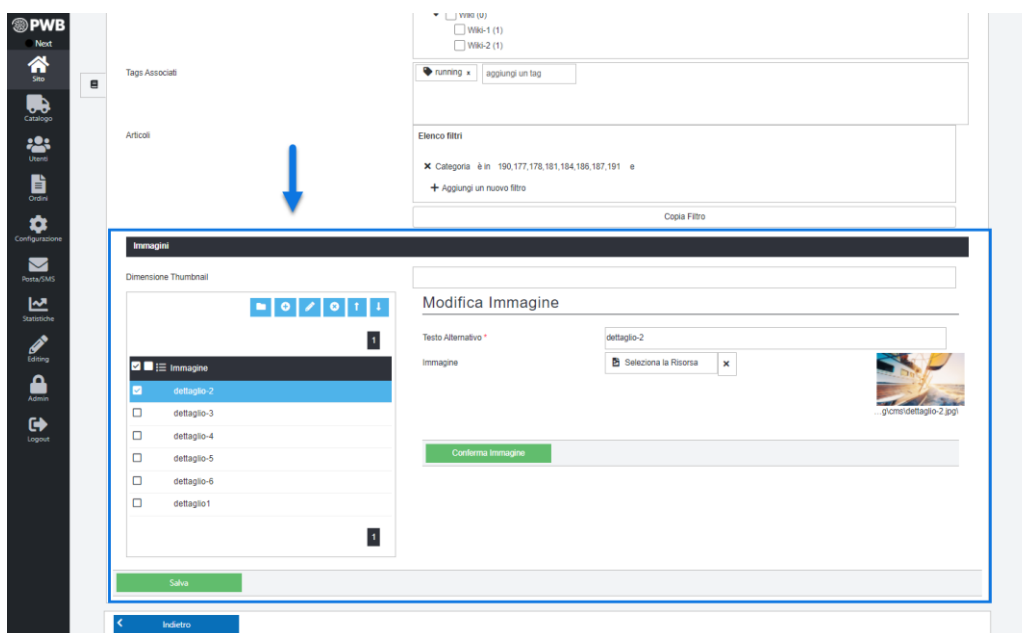 PWB
Next
Sito
Catalogo
Utenti
Ordini
Configurazione
Posta/SMS
Statistiche
Editing
Admin
Logout
Wiki (0)
Wiki-1 (1)
Wiki-2 (1)
Tags Associati
running x
aggiungi un tag
Articoli
Elenco filtri
Categoria è in 190,177,178,181,184,186,187,191 e
Aggiungi un nuovo filtro
Copia Filtro
Immagini
Dimensione Thumbnail
1
Immagine
dettaglio-2
dettaglio-3
dettaglio-4
dettaglio-5
dettaglio-6
dettaglio1
1
Modifica Immagine
Testo Alternativo *
dettaglio-2
Immagine
Seleziona la Risorsa
...g\cms\dettaglio-2.jpg\
Conferma Immagine
Salva
Indietro